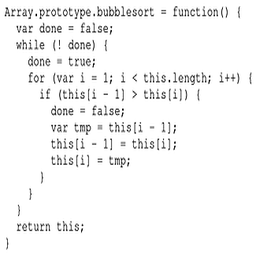 Array.prototype.bubblesort = function() {
  var done = false;
  while (! done) {
    done = true;
    for (var i = 1; i < this.length; i++) {
      if (this[i - 1] > this[i]) {
        done = false;
        var tmp = this[i - 1];
        this[i - 1] = this[i];
        this[i] = tmp;
      }
    }
  }
  return this;
}